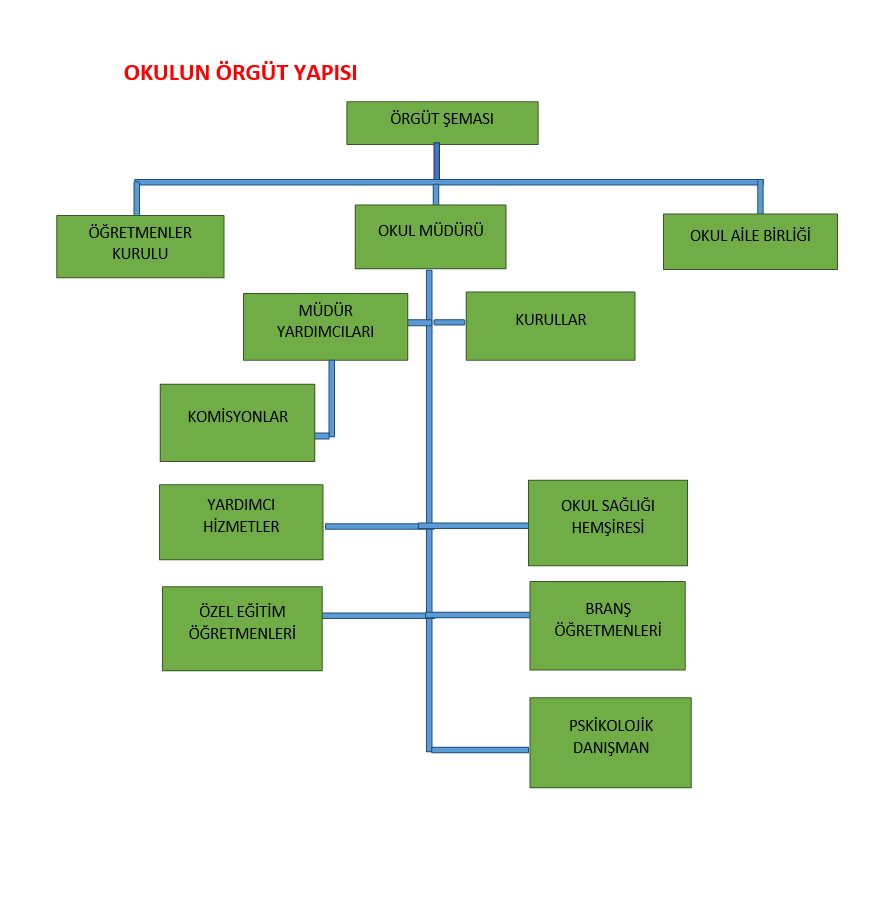 OKULUN ÖRGÜT YAPISI
ÖRGÜT ŞEMASI
ÖĞRETMENLER
KURULU
OKUL MÜDÜRÜ
OKUL AİLE BİRLİĞİ
MÜDÜR
YARDIMCILARI
KURULLAR
KOMİSYONLAR
YARDIMCI
HİZMETLER
OKUL SAĞLIĞI
HEMŞİRESİ
ÖZEL EĞİTİM
ÖĞRETMENLERİ
BRANŞ
ÖĞRETMENLERİ
PSKİKOLOJİK
DANIŞMAN